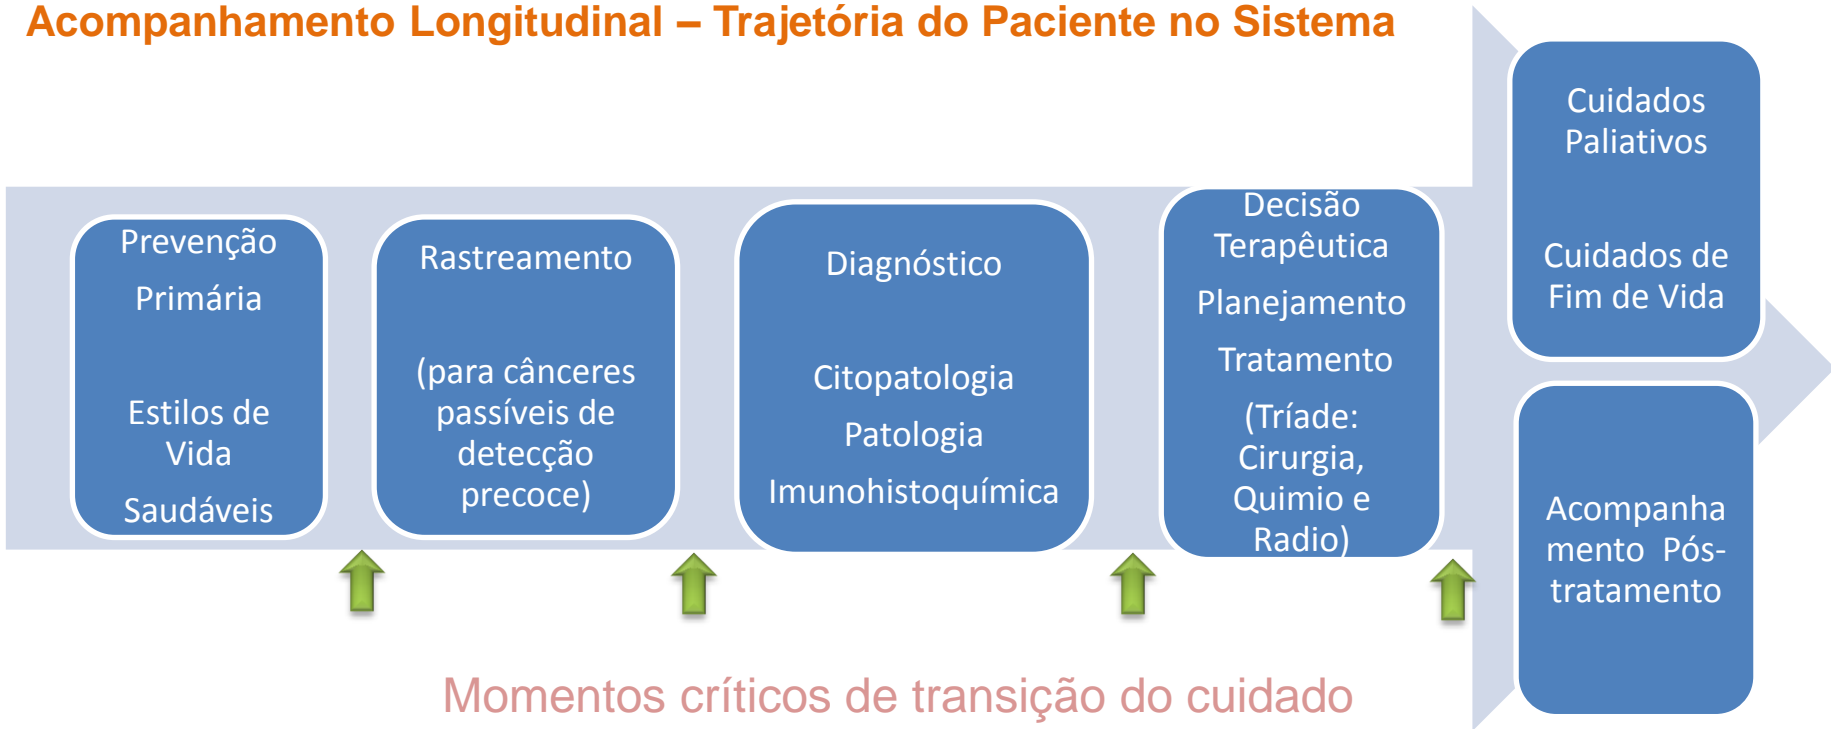 Acompanhamento Longitudinal – Trajetória do Paciente no Sistema
Prevenção
Primária
Estilos de
Vida
Saudáveis
Rastreamento
(para cânceres
passíveis de
detecção
precoce)
Diagnóstico
Citopatologia
Patologia
Imunohistoquímica
Decisão
Terapêutica
Planejamento
Tratamento
(Tríade:
Cirurgia,
Quimio e
Radio)
Cuidados
Paliativos
Cuidados de
Fim de Vida
Acompanha
mento Pós-
tratamento
Momentos críticos de transição do cuidado